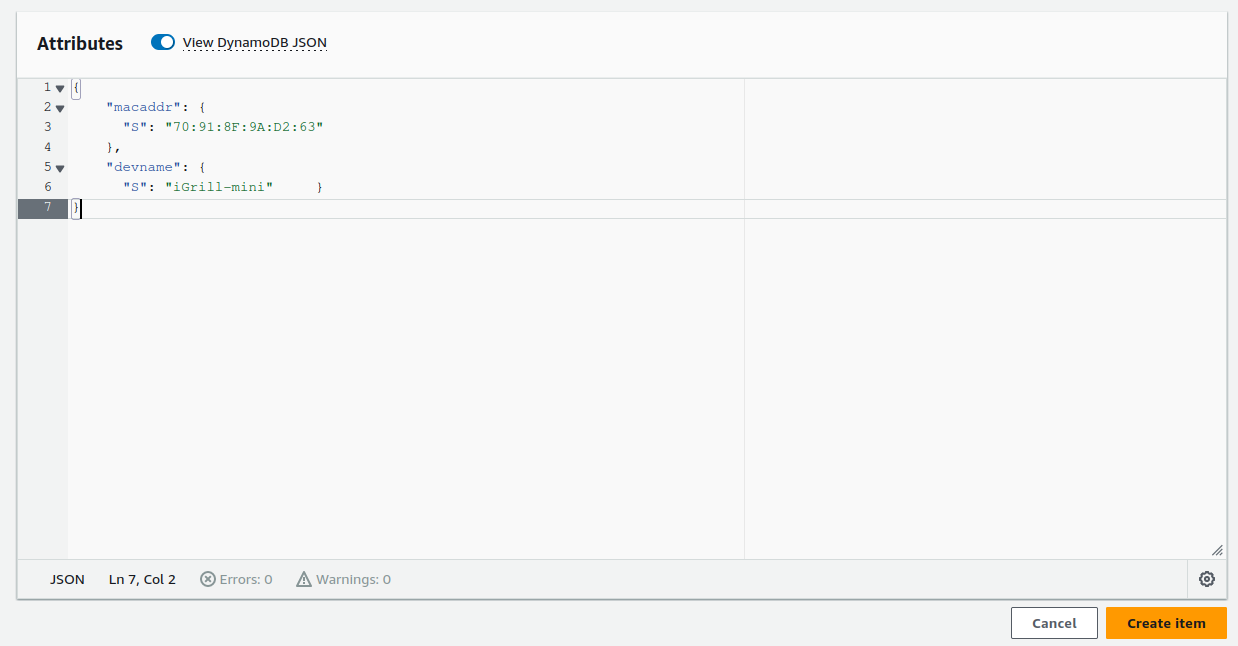 Attributes View DynamoDB JSON
1 {
2 "macaddr": {
3 "S": "70:91:8F:9A:D2:63"
4 },
5 "devname": {
6 "S": "iGrill-mini" }
7 }
JSON Ln 7, Col 2 Errors: 0 Warnings: 0
Cancel Create item